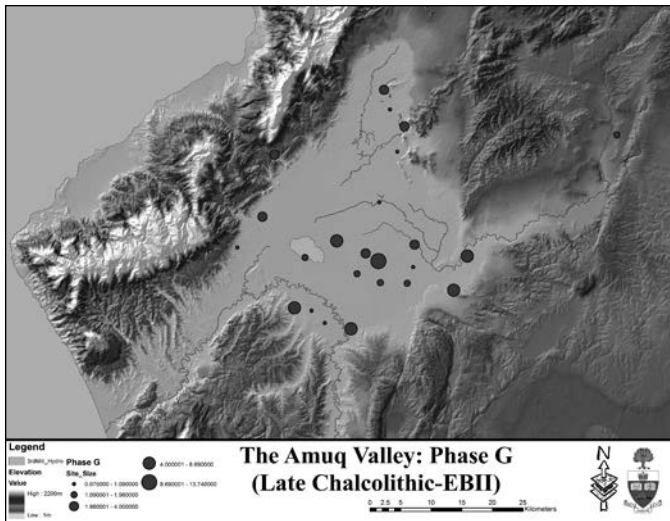 Legend
Elevation
Value
High : 2200m
Low : 1m
Phase G
Site_Size
0.970000 - 1.090000
1.090001 - 1.980000
1.980001 - 4.000000
4.000001 - 8.690000
8.690001 - 13.740000
The Amuq Valley: Phase G
(Late Chalcolithic-EBII)
0 2.5 5 10 15 20 25
Kilometers
N